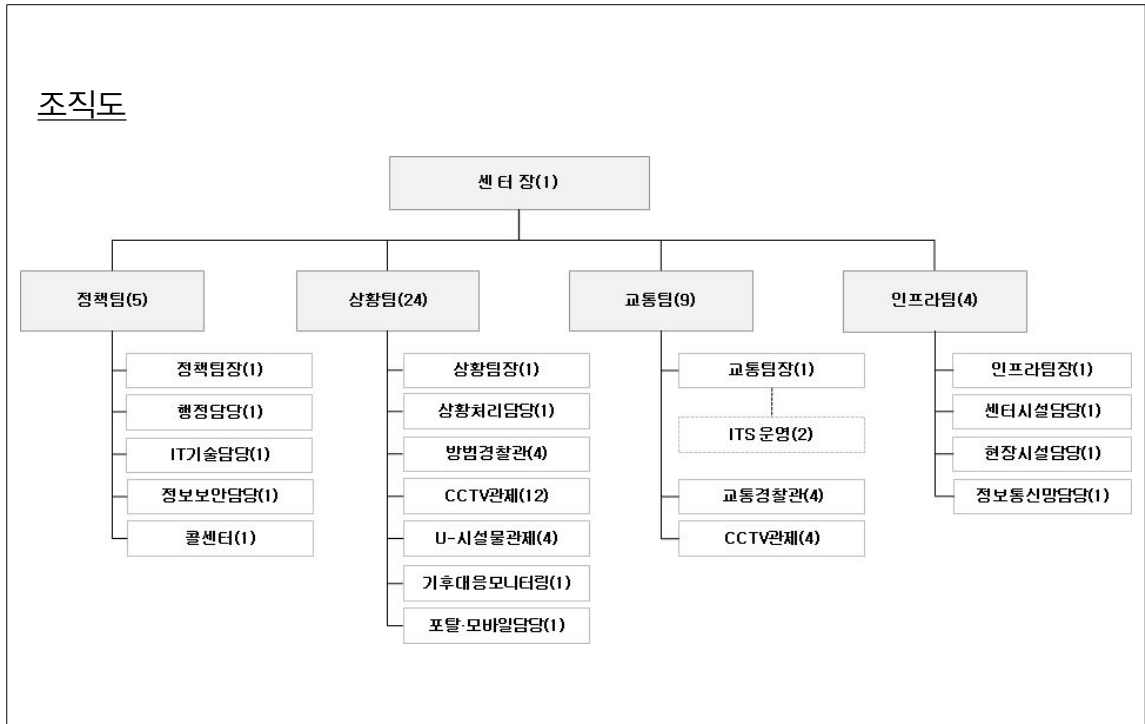 조직도
센 터 장(1)
정책팀(5)
상황팀(24)
교통팀(9)
인프라팀(4)
정책팀장(1)
행정담당(1)
IT기술담당(1)
정보보안담당(1)
콜센터(1)
상황팀장(1)
상황처리담당(1)
방범경찰관(4)
CCTV관제(12)
U-시설물관제(4)
기후대응모니터링(1)
포탈·모바일담당(1)
교통팀장(1)
ITS 운영(2)
교통경찰관(4)
CCTV관제(4)
인프라팀장(1)
센터시설담당(1)
현장시설담당(1)
정보통신망담당(1)